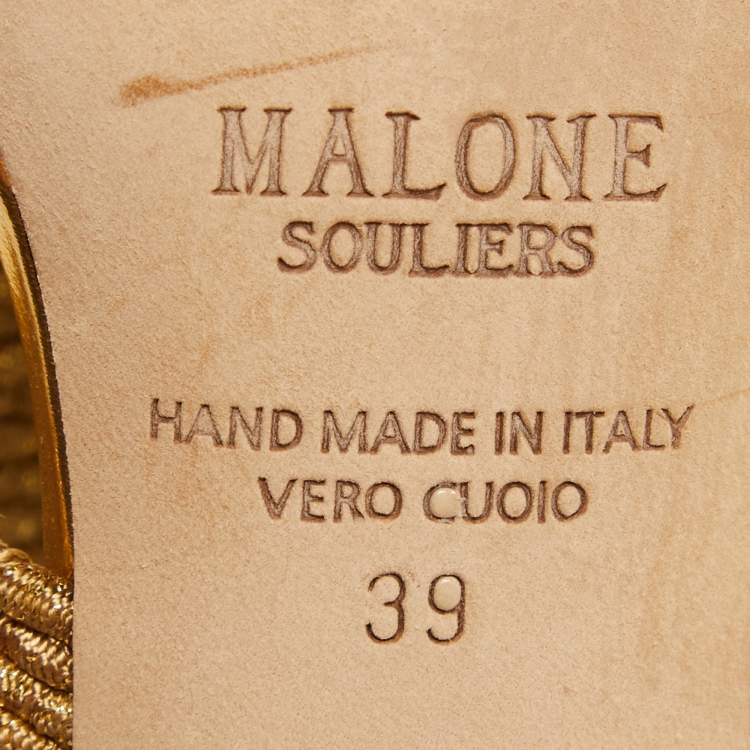 MALONE
SOULIERS
HAND MADE IN ITALY
VERO CUOIO
39